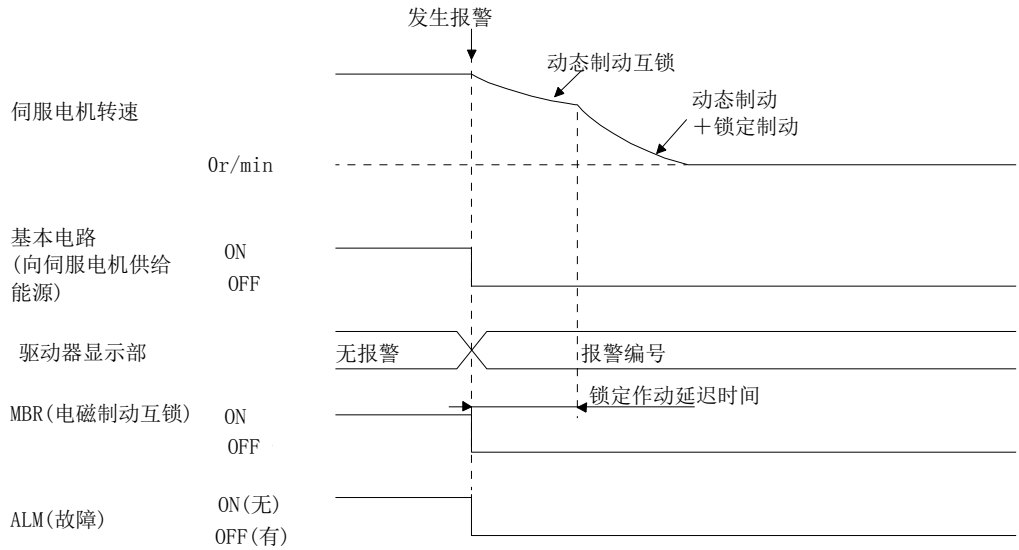 发生报警
动态制动互锁
伺服电机转速
动态制动
＋锁定制动
0r/min
基本电路
(向伺服电机供给
能源)
ON
OFF
驱动器显示部
无报警
报警编号
锁定作动延迟时间
MBR(电磁制动互锁)
ON
OFF
ALM(故障)
ON(无)
OFF(有)